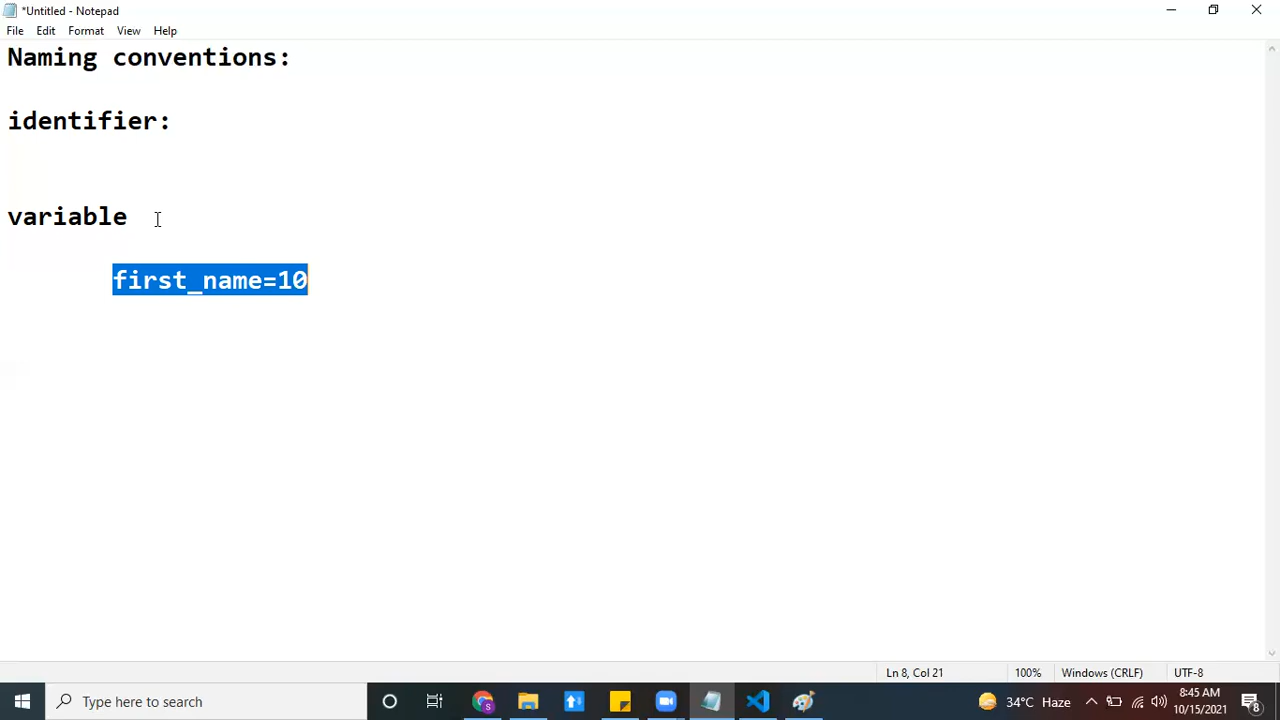 *Untitled - Notepad
File Edit Format View Help
Naming conventions:
identifier:
variable
first_name=10
Ln 8, Col 21 100% Windows (CRLF) UTF-8
Type here to search
34°C Haze
8:45 AM
10/15/2021
8